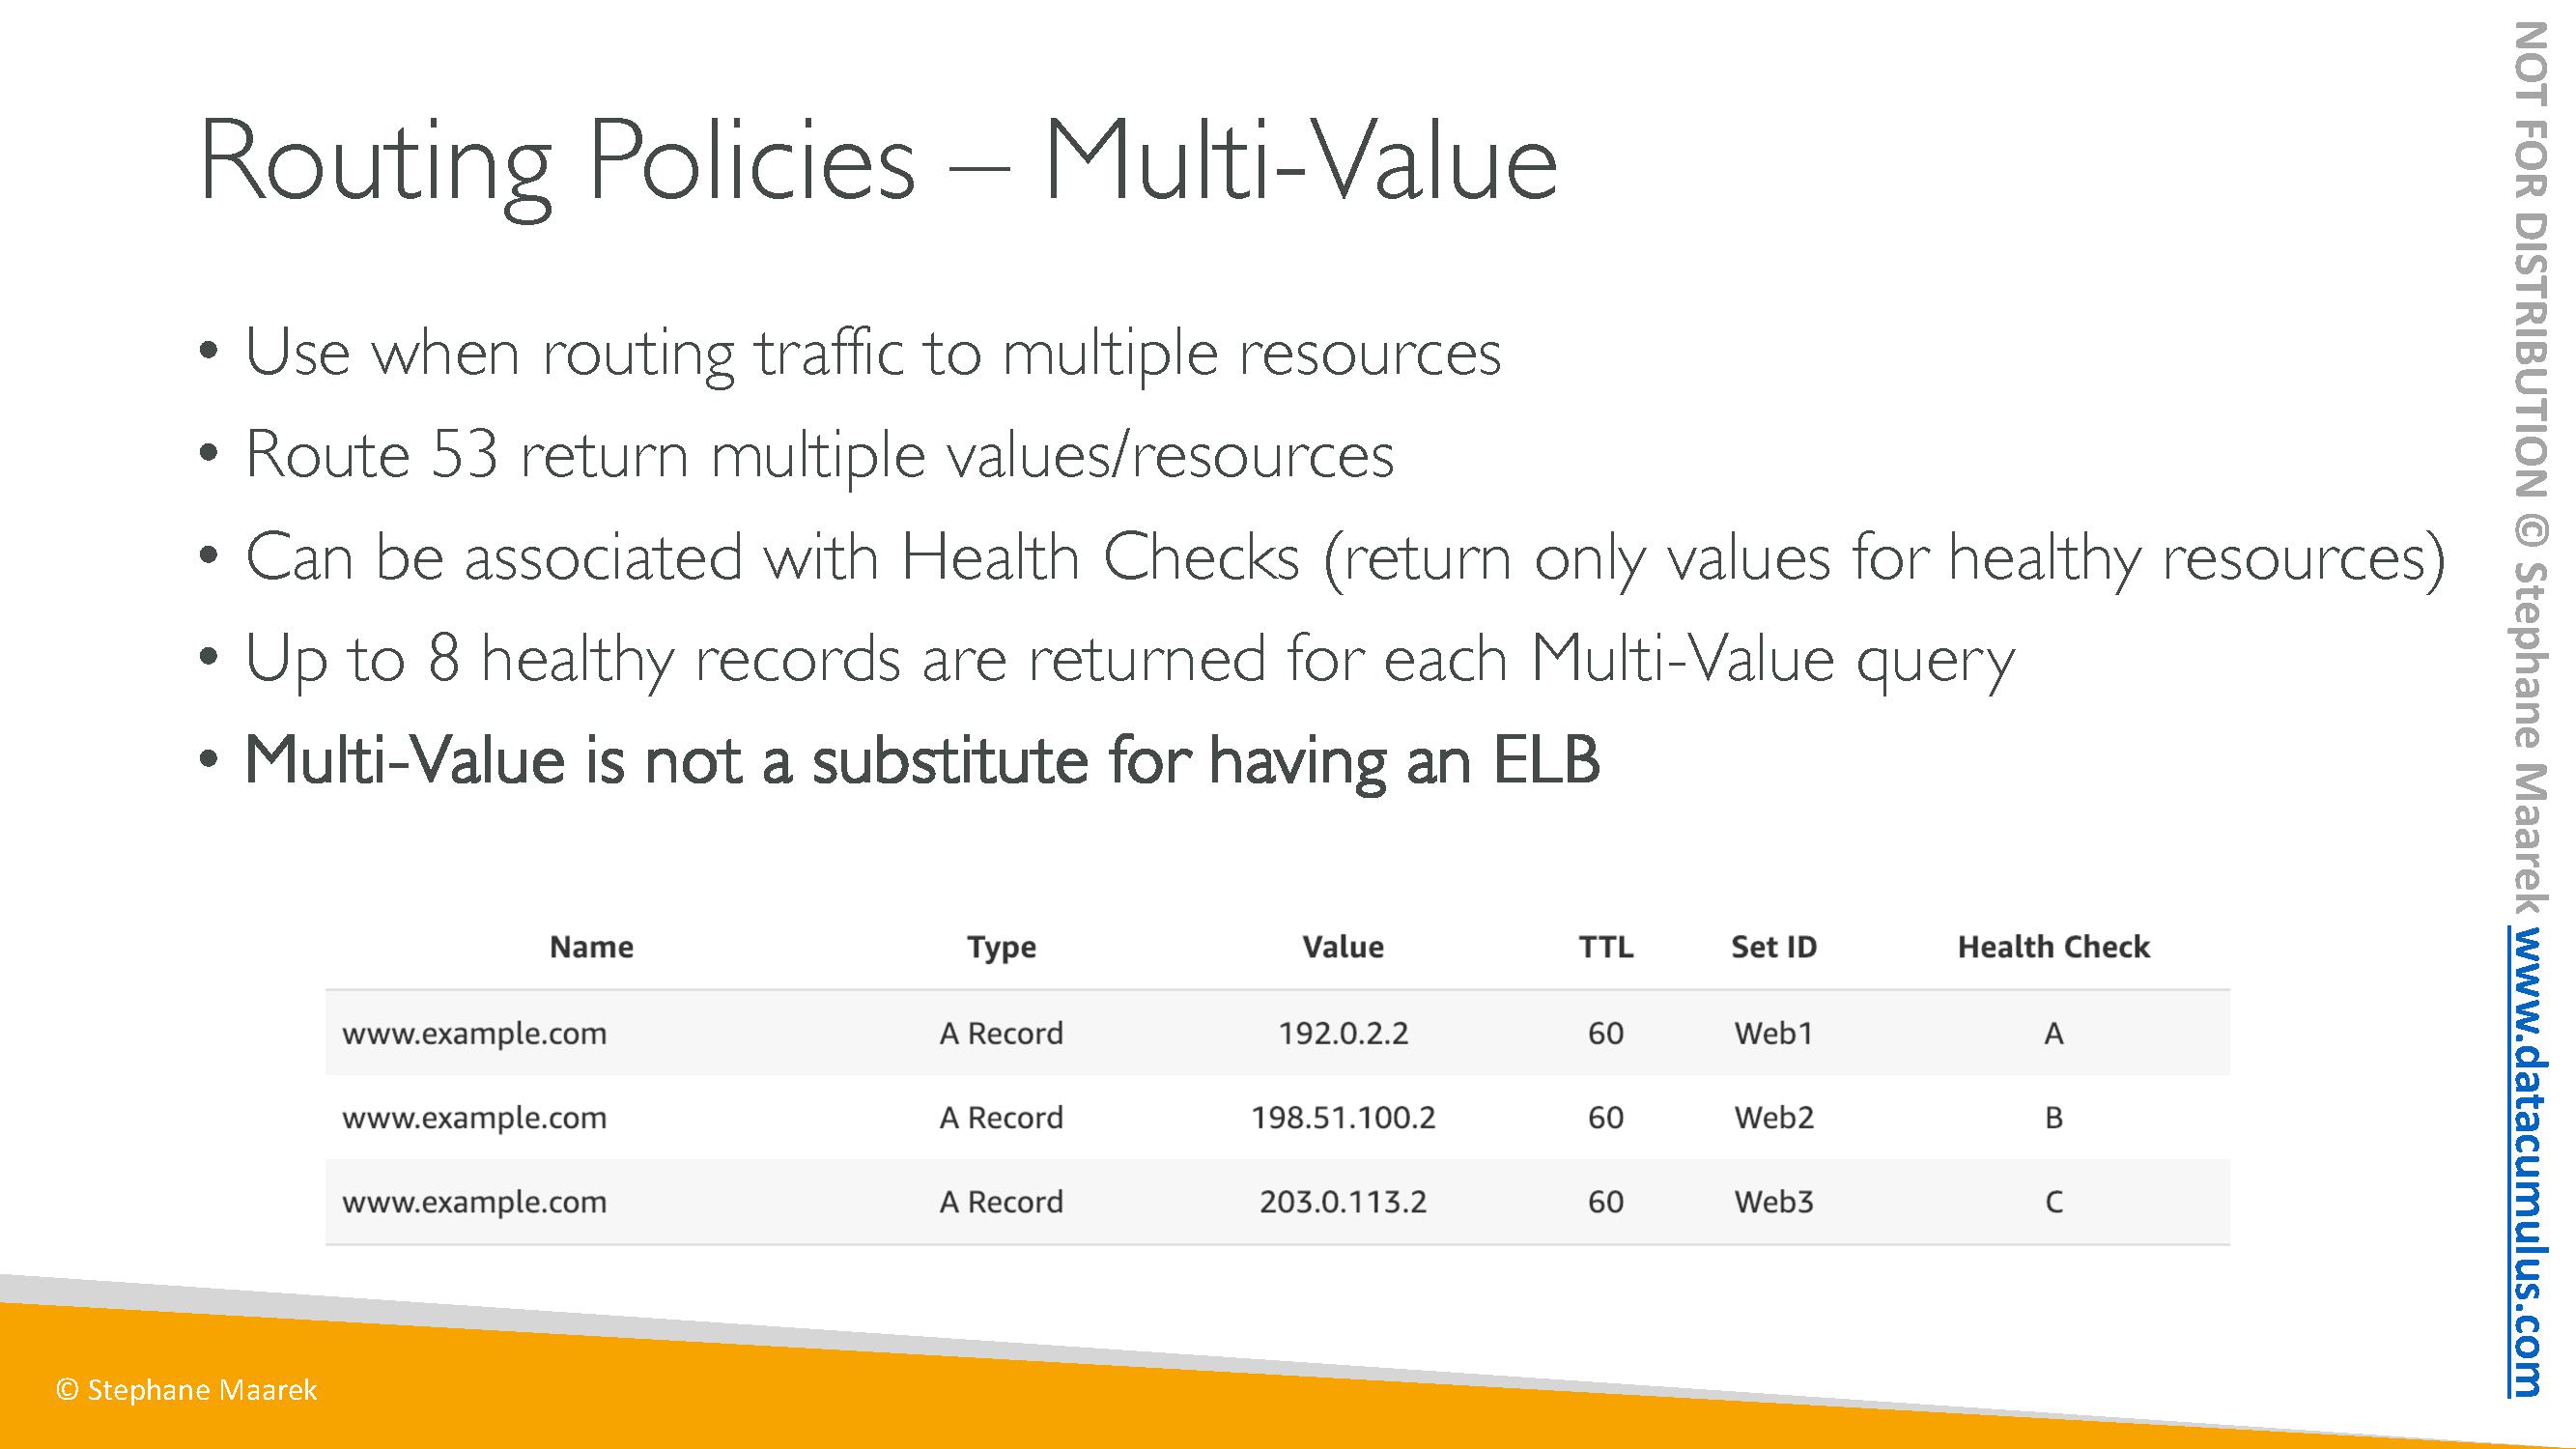 Routing Policies – Multi-Value
• Use when routing traffic to multiple resources
• Route 53 return multiple values/resources
• Can be associated with Health Checks (return only values for healthy resources)
• Up to 8 healthy records are returned for each Multi-Value query
• Multi-Value is not a substitute for having an ELB
Name Type Value TTL Set ID Health Check
www.example.com A Record 192.0.2.2 60 Web1 A
www.example.com A Record 198.51.100.2 60 Web2 B
www.example.com A Record 203.0.113.2 60 Web3 C
© Stephane Maarek
NOT FOR DISTRIBUTION © Stephane Maarek www.datacumulus.com